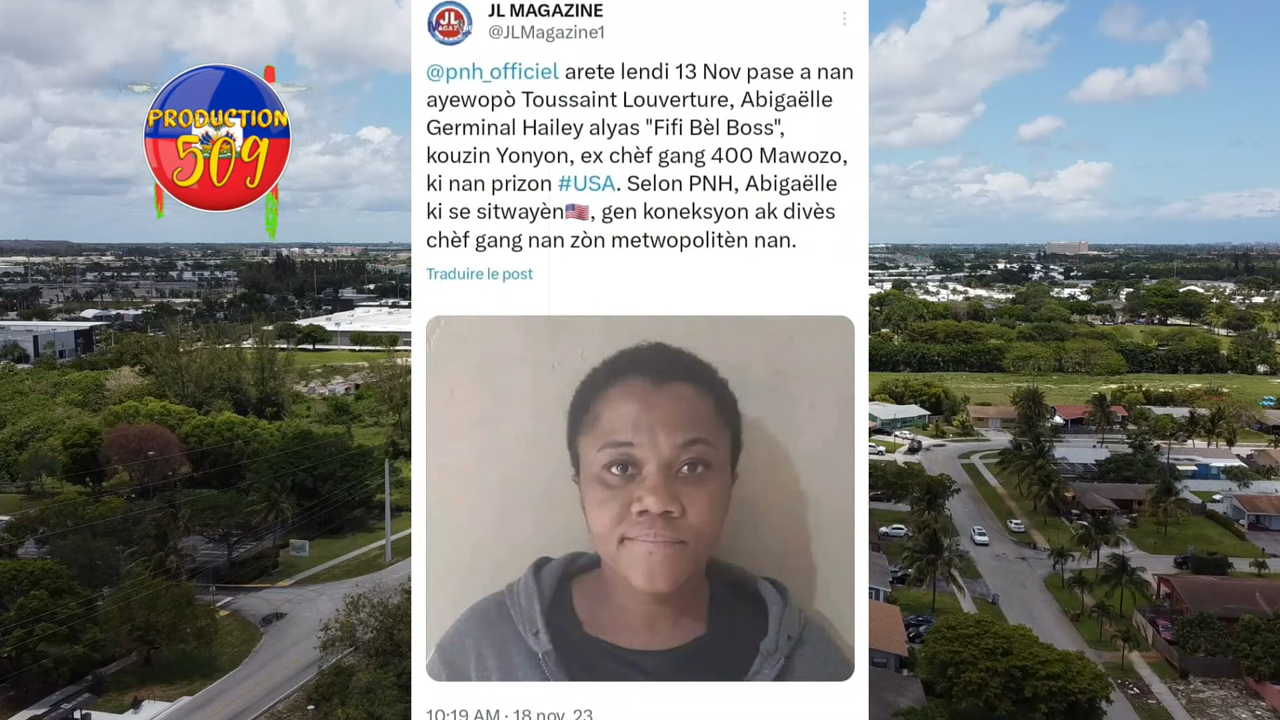 PRODUCTION
509
JL MAGAZINE
@JLMagazine1
@pnh_officiel arete lendi 13 Nov pase a nan
ayewopò Toussaint Louverture, Abigaëlle
Germinal Hailey alyas "Fifi Bèl Boss",
kouzin Yonyon, ex chèf gang 400 Mawozo,
ki nan prizon #USA. Selon PNH, Abigaëlle
ki se sitwayèn🇺🇸, gen koneksyon ak divès
chèf gang nan zòn metwopolitèn nan.
Traduire le post
10:19 AM · 18 nov. 23